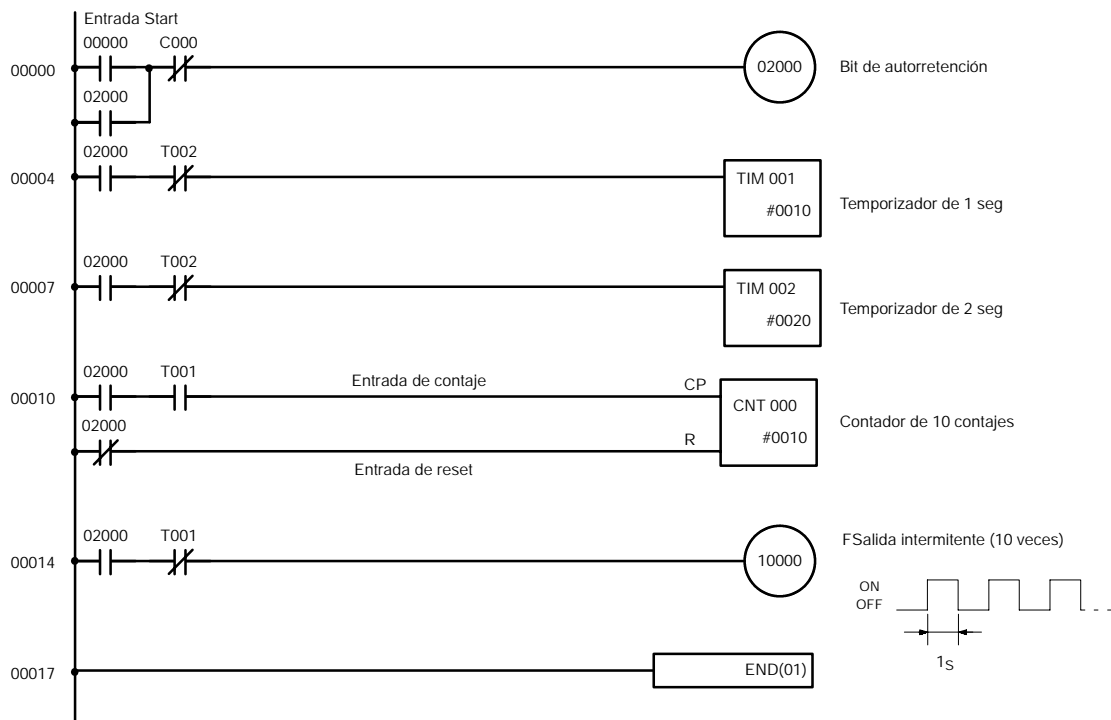 Entrada Start
00000 C000
00000
02000
Bit de autorretención
02000
02000 T002
00004
TIM 001
#0010
Temporizador de 1 seg
02000 T002
00007
TIM 002
#0020
Temporizador de 2 seg
02000 T001
00010
Entrada de contaje
CP
CNT 000
#0010
Contador de 10 contajes
02000
R
Entrada de reset
02000 T001
00014
10000
FSalida intermitente (10 veces)
ON
OFF
1S
00017
END(01)